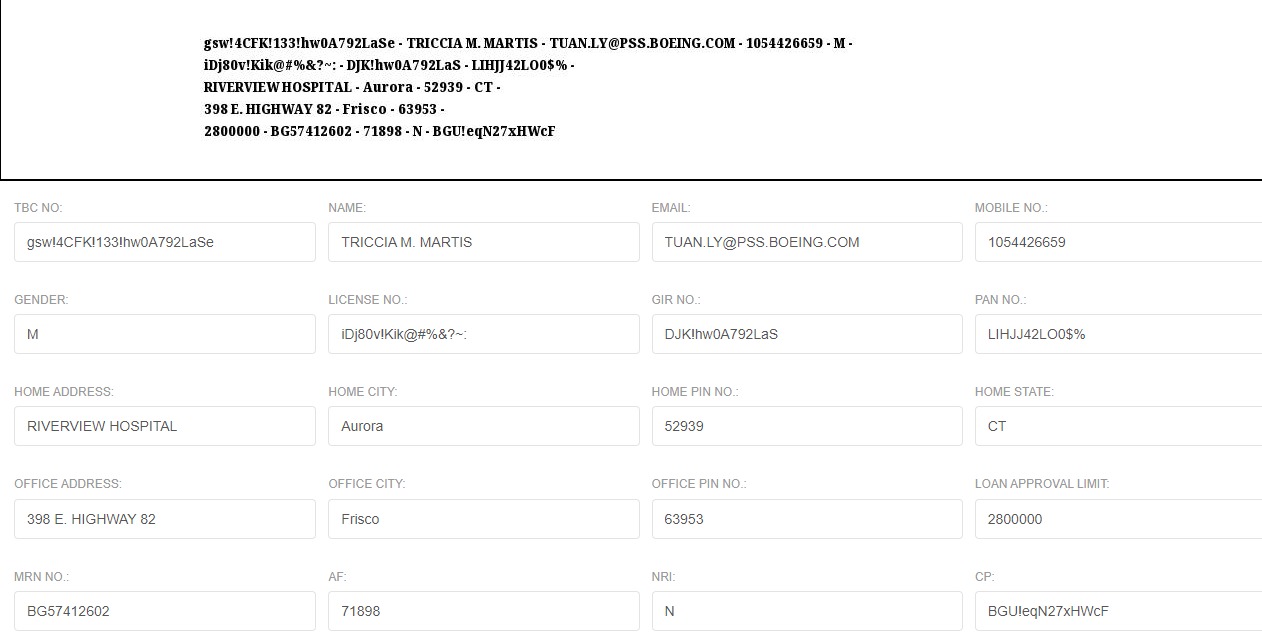 gsw!4CFK!133!hw0A792LaSe - TRICCIA M. MARTIS - TUAN.LY@PSS.BOEING.COM - 1054426659 - M -
iDj80v!Kik@#%&?~: - DJK!hw0A792LaS - LIHJJ42LO0$% -
RIVERVIEW HOSPITAL - Aurora - 52939 - CT -
398 E. HIGHWAY 82 - Frisco - 63953 -
2800000 - BG57412602 - 71898 - N - BGU!eqN27xHWcF
TBC NO: NAME: EMAIL: MOBILE NO.:
gsw!4CFK!133!hw0A792LaSe TRICCIA M. MARTIS TUAN.LY@PSS.BOEING.COM 1054426659
GENDER: LICENSE NO.: GIR NO.: PAN NO.:
M iDj80v!Kik@#%&?~: DJK!hw0A792LaS LIHJJ42LO0$%
HOME ADDRESS: HOME CITY: HOME PIN NO.: HOME STATE:
RIVERVIEW HOSPITAL Aurora 52939 CT
OFFICE ADDRESS: OFFICE CITY: OFFICE PIN NO.: LOAN APPROVAL LIMIT:
398 E. HIGHWAY 82 Frisco 63953 2800000
MRN NO.: AF: NRI: CP:
BG57412602 71898 N BGU!eqN27xHWcF